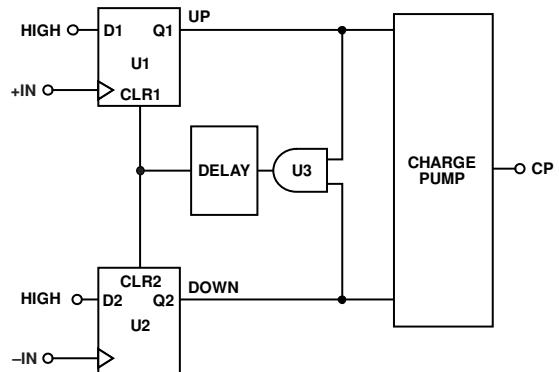 HIGH D1 Q1 UP
U1
+IN CLR1
DELAY U3 CHARGE
PUMP CP
CLR2
HIGH D2 Q2 DOWN
U2
–IN